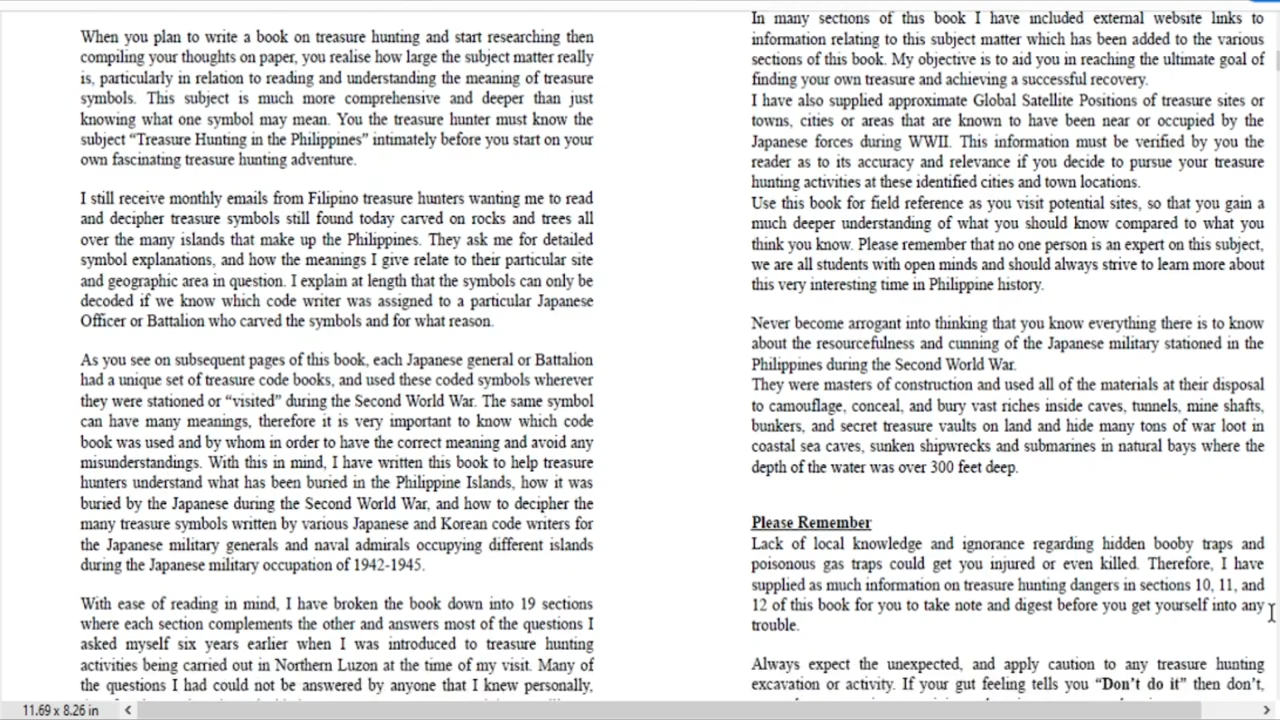 When you plan to write a book on treasure hunting and start researching then
compiling your thoughts on paper, you realise how large the subject matter really
is, particularly in relation to reading and understanding the meaning of treasure
symbols. This subject is much more comprehensive and deeper than just
knowing what one symbol may mean. You the treasure hunter must know the
subject “Treasure Hunting in the Philippines” intimately before you start on your
own fascinating treasure hunting adventure.
I still receive monthly emails from Filipino treasure hunters wanting me to read
and decipher treasure symbols still found today carved on rocks and trees all
over the many islands that make up the Philippines. They ask me for detailed
symbol explanations, and how the meanings I give relate to their particular site
and geographic area in question. I explain at length that the symbols can only be
decoded if we know which code writer was assigned to a particular Japanese
Officer or Battalion who carved the symbols and for what reason.
As you see on subsequent pages of this book, each Japanese general or Battalion
had a unique set of treasure code books, and used these coded symbols wherever
they were stationed or “visited” during the Second World War. The same symbol
can have many meanings, therefore it is very important to know which code
book was used and by whom in order to have the correct meaning and avoid any
misunderstandings. With this in mind, I have written this book to help treasure
hunters understand what has been buried in the Philippine Islands, how it was
buried by the Japanese during the Second World War, and how to decipher the
many treasure symbols written by various Japanese and Korean code writers for
the Japanese military generals and naval admirals occupying different islands
during the Japanese military occupation of 1942-1945.
With ease of reading in mind, I have broken the book down into 19 sections
where each section complements the other and answers most of the questions I
asked myself six years earlier when I was introduced to treasure hunting
activities being carried out in Northern Luzon at the time of my visit. Many of
the questions I had could not be answered by anyone that I knew personally,
In many sections of this book I have included external website links to
information relating to this subject matter which has been added to the various
sections of this book. My objective is to aid you in reaching the ultimate goal of
finding your own treasure and achieving a successful recovery.
I have also supplied approximate Global Satellite Positions of treasure sites or
towns, cities or areas that are known to have been near or occupied by the
Japanese forces during WWII. This information must be verified by you the
reader as to its accuracy and relevance if you decide to pursue your treasure
hunting activities at these identified cities and town locations.
Use this book for field reference as you visit potential sites, so that you gain a
much deeper understanding of what you should know compared to what you
think you know. Please remember that no one person is an expert on this subject,
we are all students with open minds and should always strive to learn more about
this very interesting time in Philippine history.
Never become arrogant into thinking that you know everything there is to know
about the resourcefulness and cunning of the Japanese military stationed in the
Philippines during the Second World War.
They were masters of construction and used all of the materials at their disposal
to camouflage, conceal, and bury vast riches inside caves, tunnels, mine shafts,
bunkers, and secret treasure vaults on land and hide many tons of war loot in
coastal sea caves, sunken shipwrecks and submarines in natural bays where the
depth of the water was over 300 feet deep.
Please Remember
Lack of local knowledge and ignorance regarding hidden booby traps and
poisonous gas traps could get you injured or even killed. Therefore, I have
supplied as much information on treasure hunting dangers in sections 10, 11, and
12 of this book for you to take note and digest before you get yourself into any
trouble.
Always expect the unexpected, and apply caution to any treasure hunting
excavation or activity. If your gut feeling tells you “Don’t do it” then don’t,
11.69 x 8.26 in